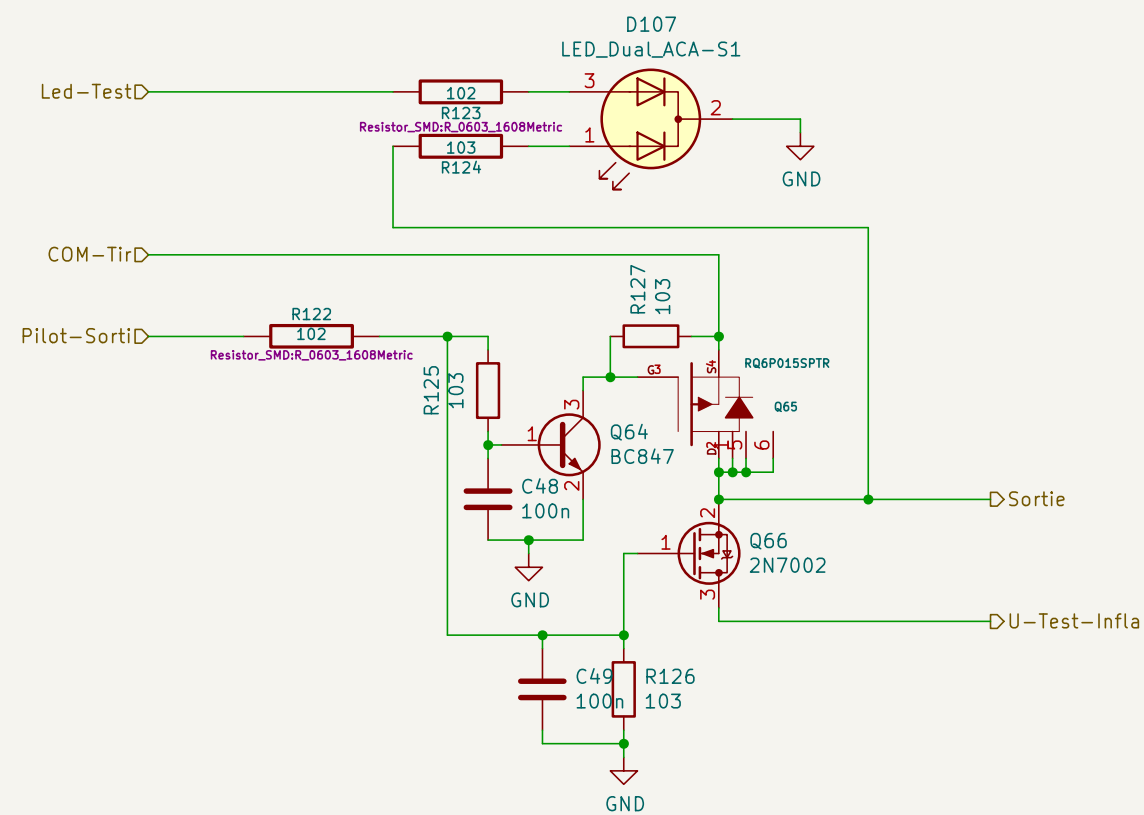 D107
LED_Dual_ACA-S1
Led-Test
102
R123
3
2
Resistor_SMD:R_0603_1608Metric
103
R124
1
GND
COM-Tir
R127
103
R122
Pilot-Sorti
102
Resistor_SMD:R_0603_1608Metric
R125
103
G3
S4
RQ6P015SPTR
Q65
3
1
Q64
BC847
2
D2
1
5
6
C48
100n
GND
Sortie
2
1
Q66
2N7002
3
U-Test-Infla
C49
100n
R126
103
GND